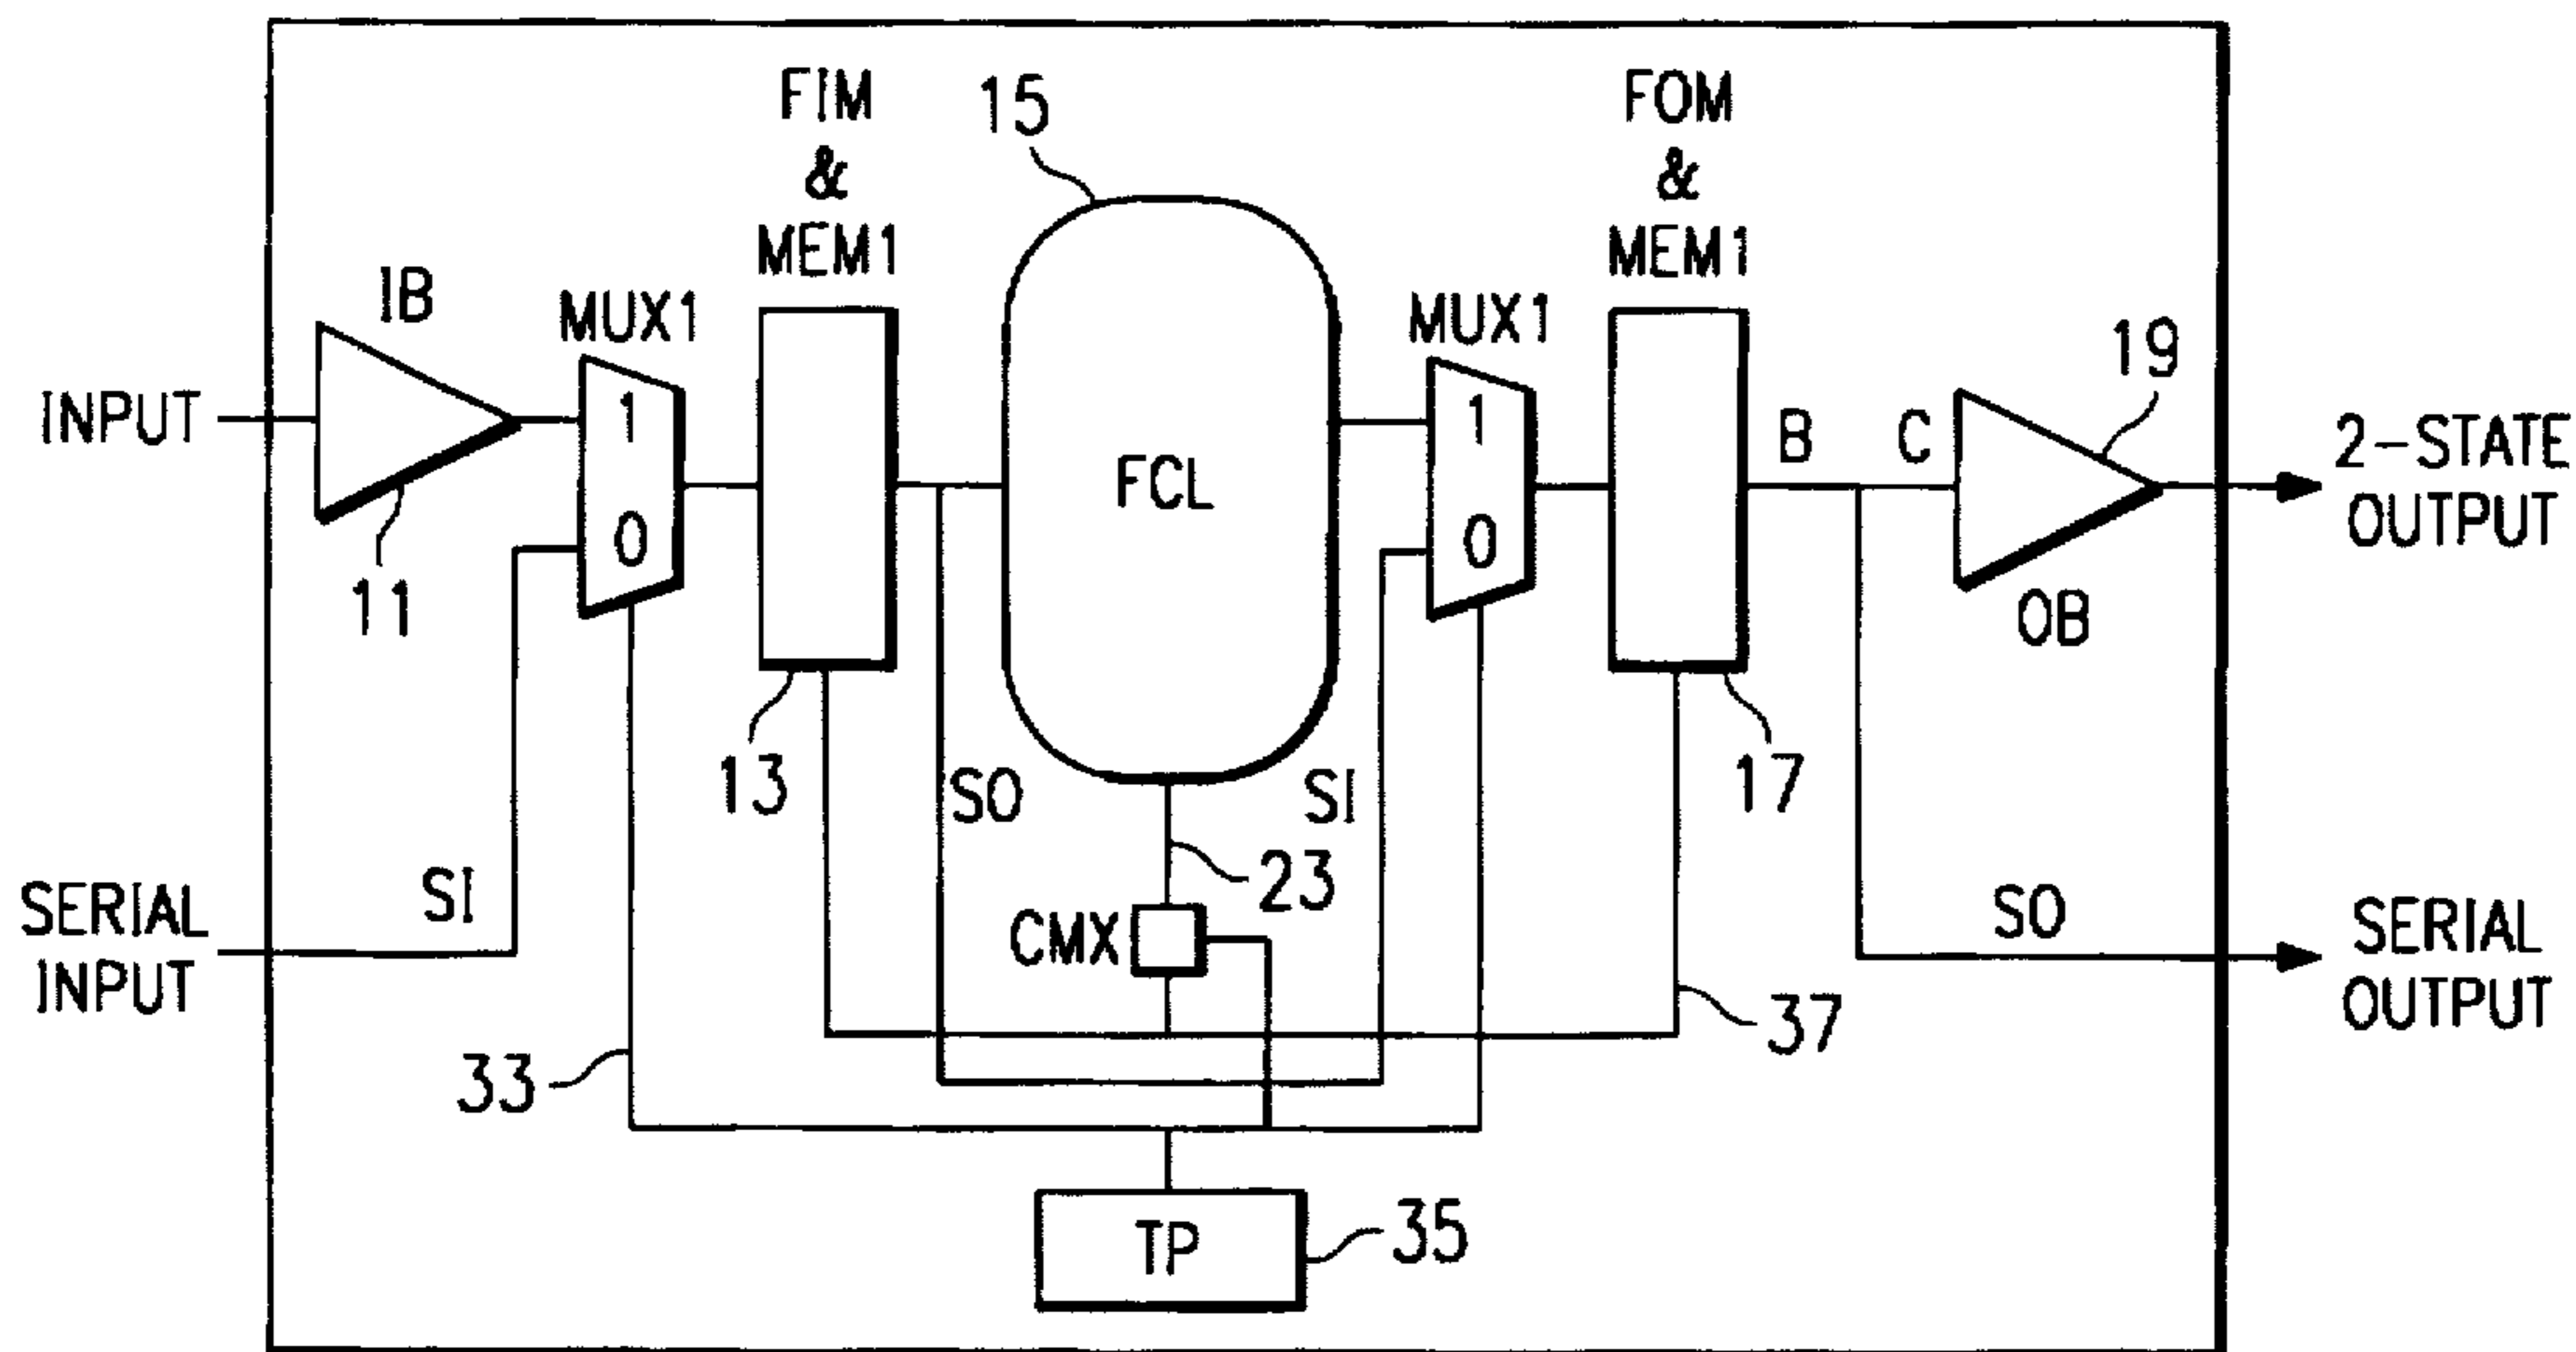 FIM
&
MEM1
15
FOM
&
MEM1
IB
MUX1
MUX1
19
INPUT
1
0
FCL
1
0
B
C
2-STATE
OUTPUT
11
OB
13
SO
SI
17
SERIAL
INPUT
SI
23
CMX
SO
SERIAL
OUTPUT
33
37
TP
35